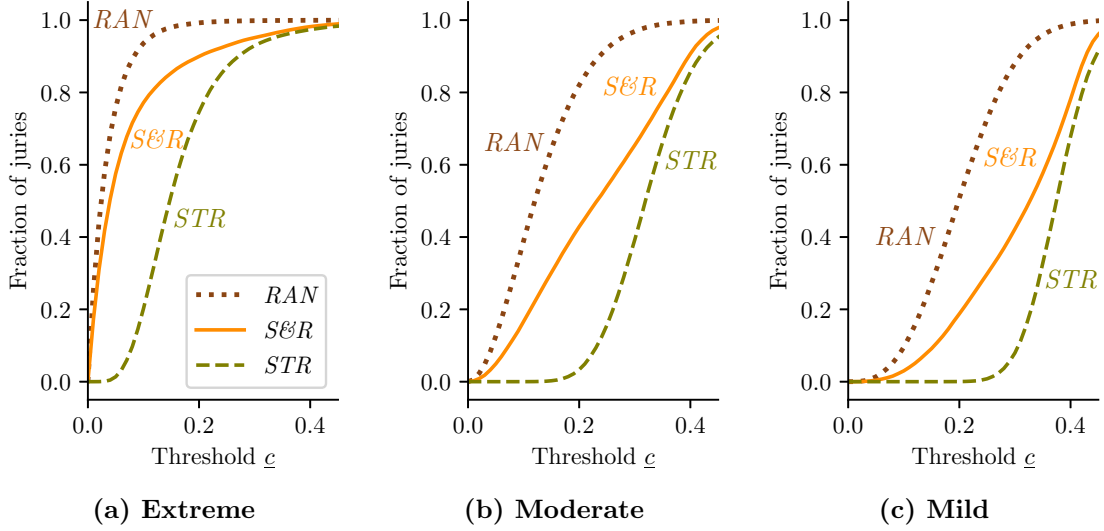 Fraction of juries
1.0
0.8
0.6
0.4
0.2
0.0
RAN
S&R
STR
RAN
S&R
STR
0.0 0.2 0.4
Threshold c
(a) Extreme
Fraction of juries
1.0
0.8
0.6
0.4
0.2
0.0
S&R
RAN
STR
0.0 0.2 0.4
Threshold c
(b) Moderate
Fraction of juries
1.0
0.8
0.6
0.4
0.2
0.0
S&R
RAN
STR
0.0 0.2 0.4
Threshold c
(c) Mild